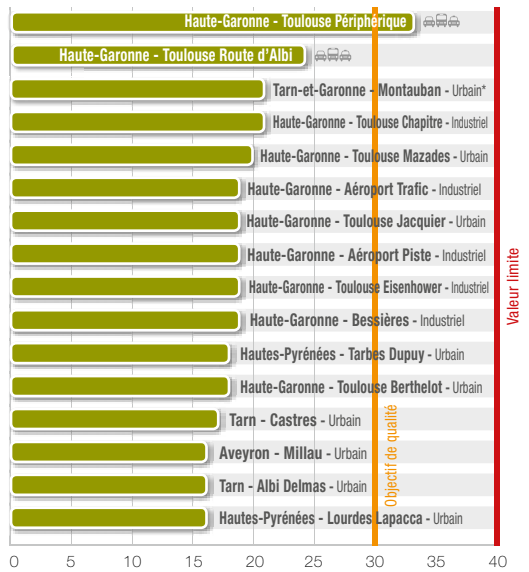 Haute-Garonne - Toulouse Périphérique
Haute-Garonne - Toulouse Route d'Albi
Tarn-et-Garonne - Montauban - Urbain*
Haute-Garonne - Toulouse Chapitre - Industriel
Haute-Garonne - Toulouse Mazades - Urbain
Haute-Garonne - Aéroport Trafic - Industriel
Haute-Garonne - Toulouse Jacquier - Urbain
Haute-Garonne - Aéroport Piste - Industriel
Haute-Garonne - Toulouse Eisenhower - Industriel
Haute-Garonne - Bessières - Industriel
Hautes-Pyrénées - Tarbes Dupuy - Urbain
Haute-Garonne - Toulouse Berthelot - Urbain
Tarn - Castres - Urbain
Aveyron - Millau - Urbain
Tarn - Albi Delmas - Urbain
Hautes-Pyrénées - Lourdes Lapacca - Urbain
Objectif de qualité
Valeur limite
0 5 10 15 20 25 30 35 40